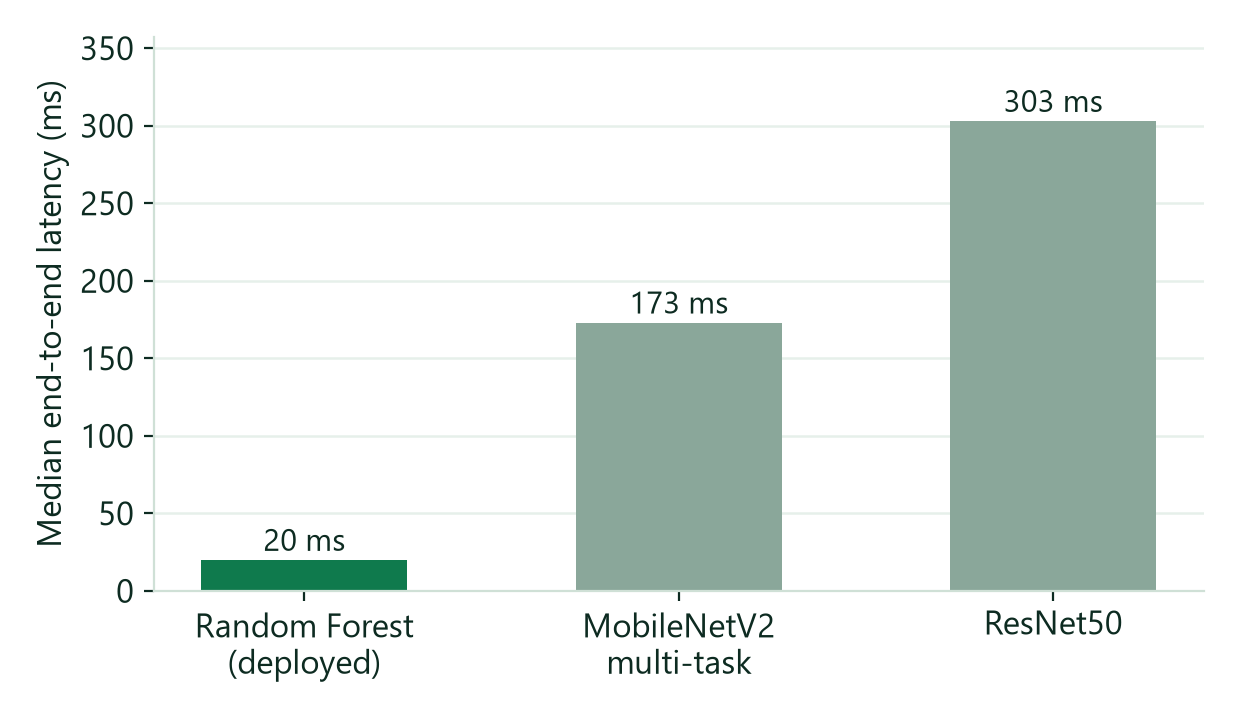 Median end-to-end latency (ms)
350
300
250
200
150
100
50
0
20 ms
173 ms
303 ms
Random Forest
(deployed)
MobileNetV2
multi-task
ResNet50